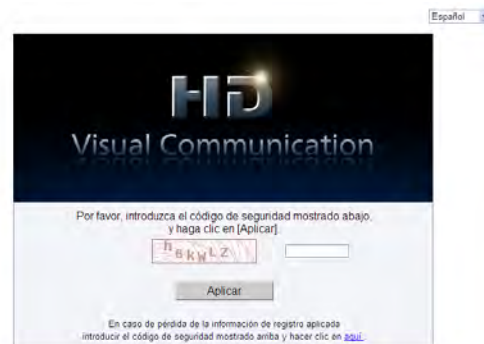 Español
HD
Visual Communication
Por favor, introduzca el código de seguridad mostrado abajo,
y haga clic en [Aplicar].
h6kWLZ
Aplicar
En caso de pérdida de la información de registro aplicada
introducir el código de seguridad mostrado arriba y hacer clic en aquí.